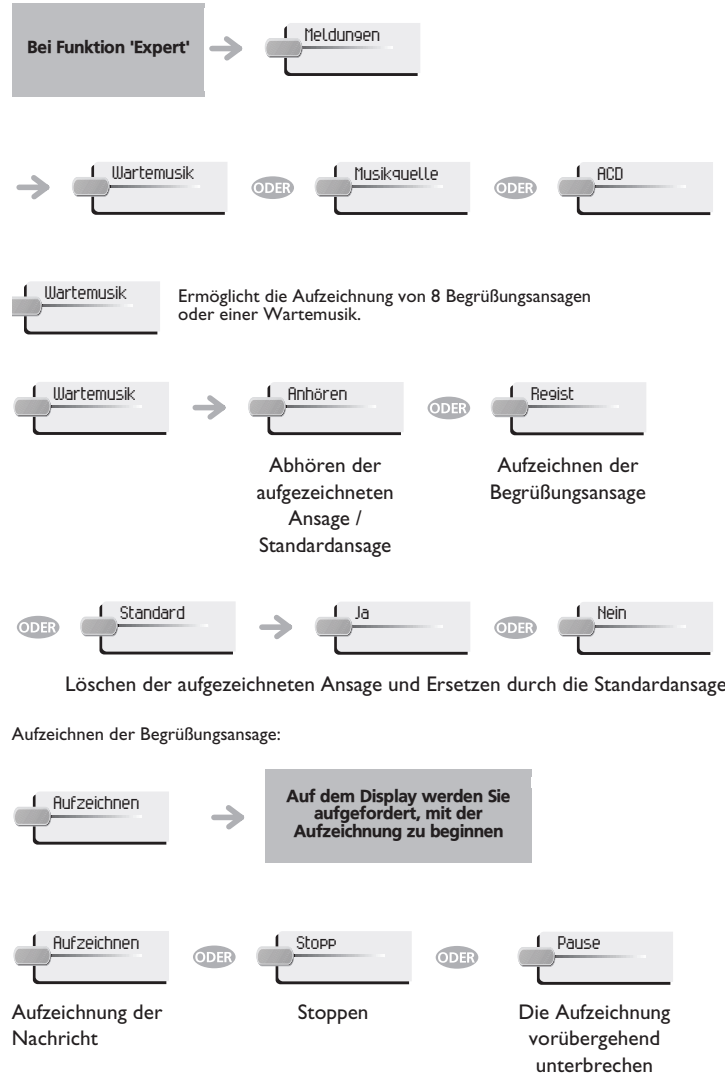 Bei Funktion 'Expert'
Meldungen
Wartemusik
ODER
Musikquelle
ODER
ACD
Wartemusik
Ermöglicht die Aufzeichnung von 8 Begrüßungsansagen
oder einer Wartemusik.
Wartemusik
Anhören
ODER
Regist
Abhören der
aufgezeichneten
Ansage /
Standardansage
Aufzeichnen der
Begrüßungsansage
ODER
Standard
Ja
ODER
Nein
Löschen der aufgezeichneten Ansage und Ersetzen durch die Standardansage
Aufzeichnen der Begrüßungsansage:
Aufzeichnen
Auf dem Display werden Sie
aufgefordert, mit der
Aufzeichnung zu beginnen
Aufzeichnen
ODER
Stopp
ODER
Pause
Aufzeichnung der
Nachricht
Stoppen
Die Aufzeichnung
vorübergehend
unterbrechen